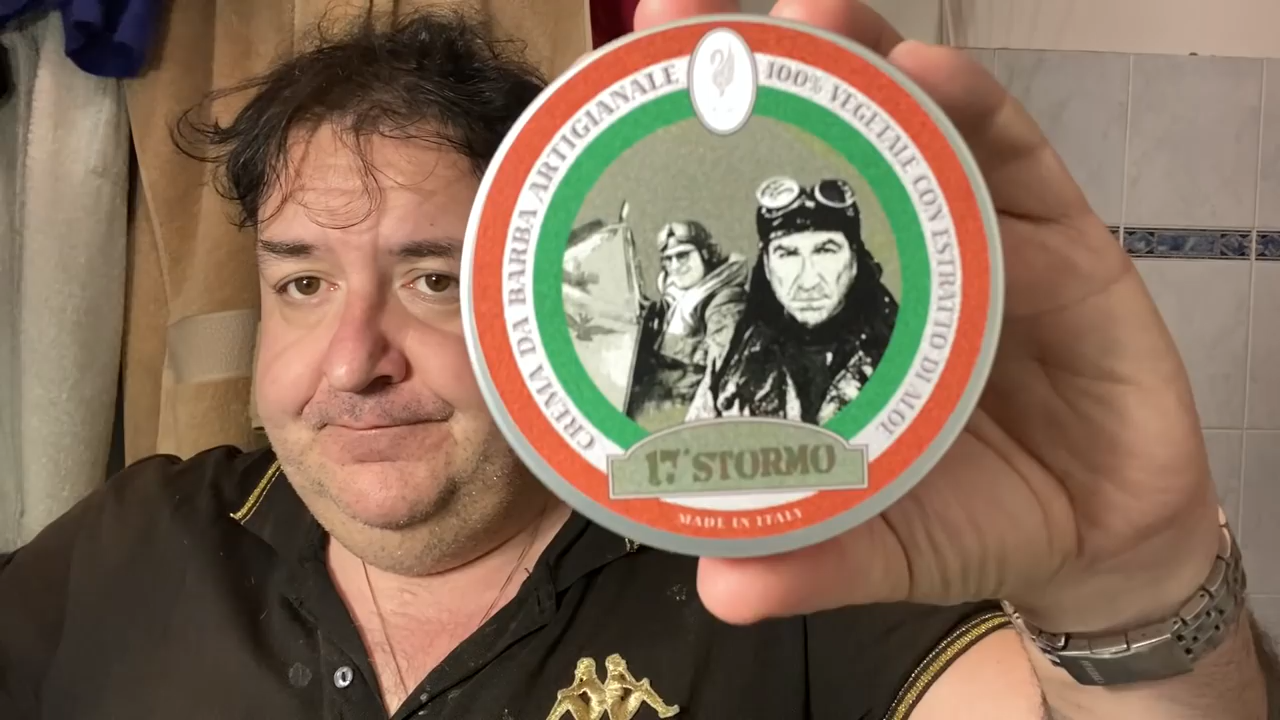 CREMA DA BARBA ARTIGIANALE
100% VEGETALE CON ESTRATTO DI ALOE
17° STORMO
MADE IN ITALY